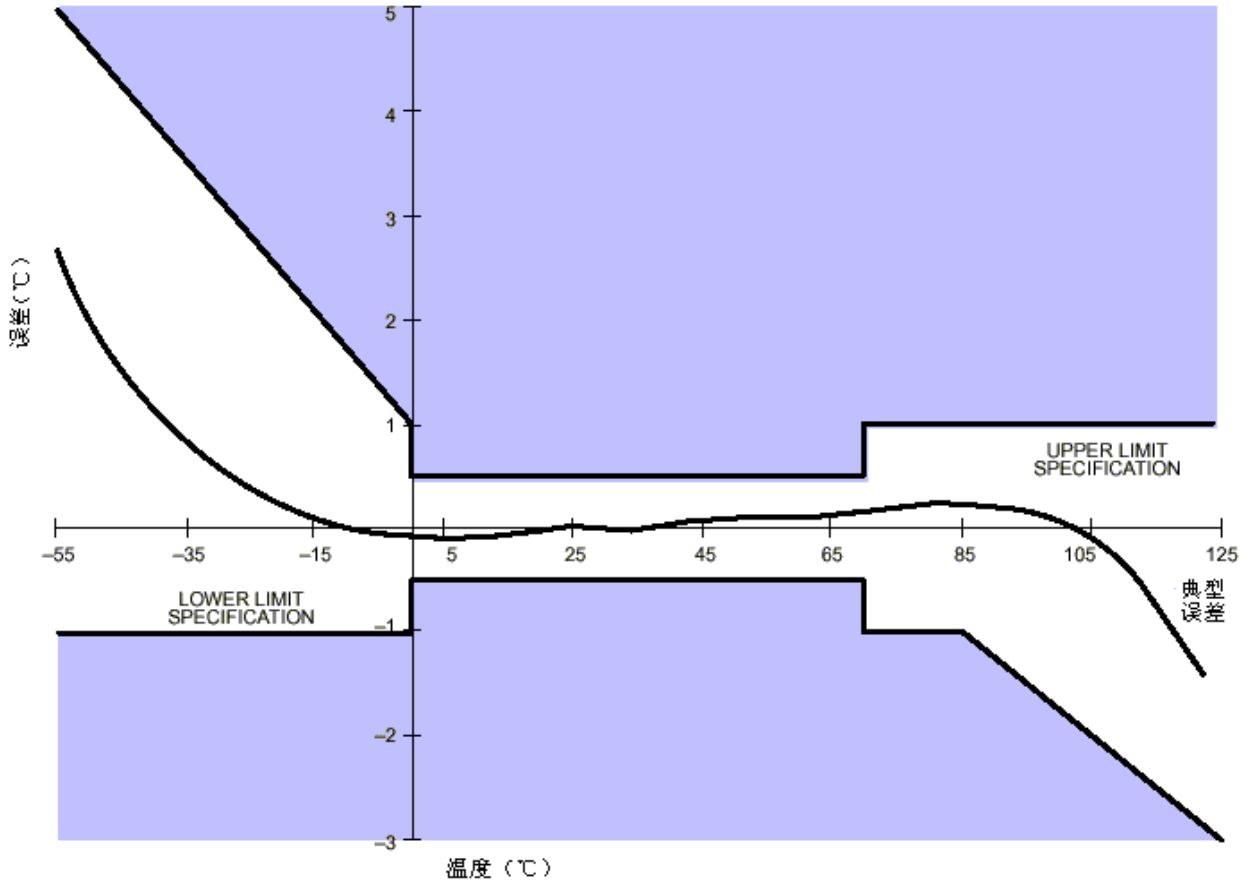 5
4
3
2
1
误差(℃)
UPPER LIMIT
SPECIFICATION
–55
–35
–15
5
25
45
65
85
105
125
LOWER LIMIT
SPECIFICATION
典型
误差
–1
–2
–3
温度（℃）